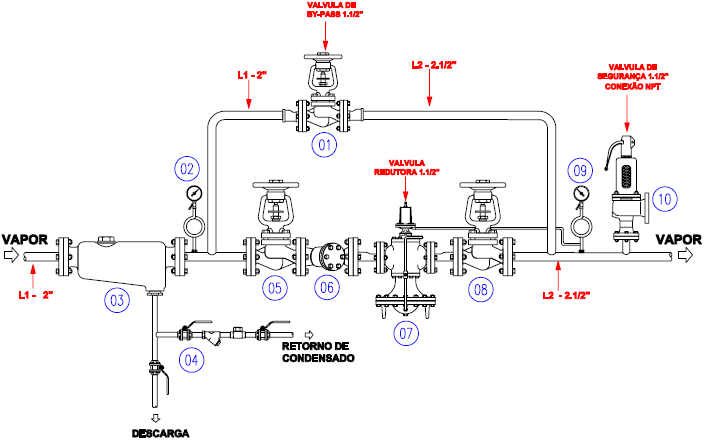 VALVULA DE
BY-PASS 1.1/2"
L1 - 2"
L2 - 2.1/2"
VALVULA DE
SEGURANÇA 1.1/2"
CONEXÃO NPT
01
02
VALVULA
REDUTORA 1.1/2"
09
10
VAPOR
VAPOR
L1 - 2"
03
05
06
07
08
L2 - 2.1/2"
04
RETORNO DE
CONDENSADO
DESCARGA